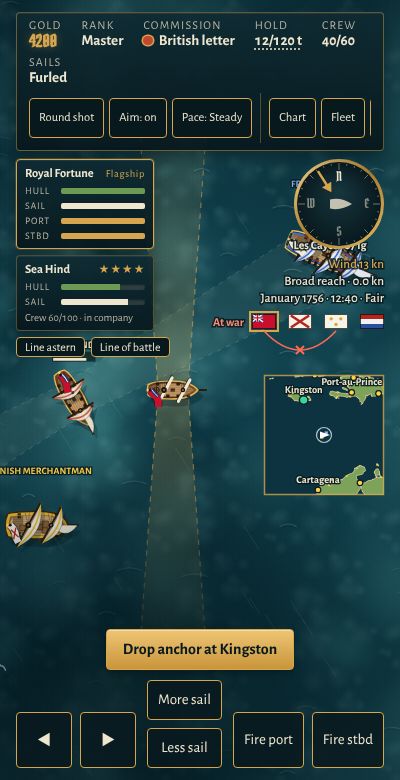 GOLD
4200
RANK
Master
COMMISSION
British letter
HOLD
12/120 t
CREW
40/60
SAILS
Furled
Round shot
Aim: on
Pace: Steady
Chart
Fleet
Royal Fortune
Flagship
HULL
SAIL
PORT
STBD
Sea Hind
★★★★
HULL
SAIL
Crew 60/100 · in company
Line astern
Line of battle
N
W
E
S
Wind 13 kn
Broad reach · 0.0 kn
January 1756 · 12:40 · Fair
At war
Port-au-Prince
Kingston
Cartagena
NISH MERCHANTMAN
Drop anchor at Kingston
More sail
Less sail
Fire port
Fire stbd